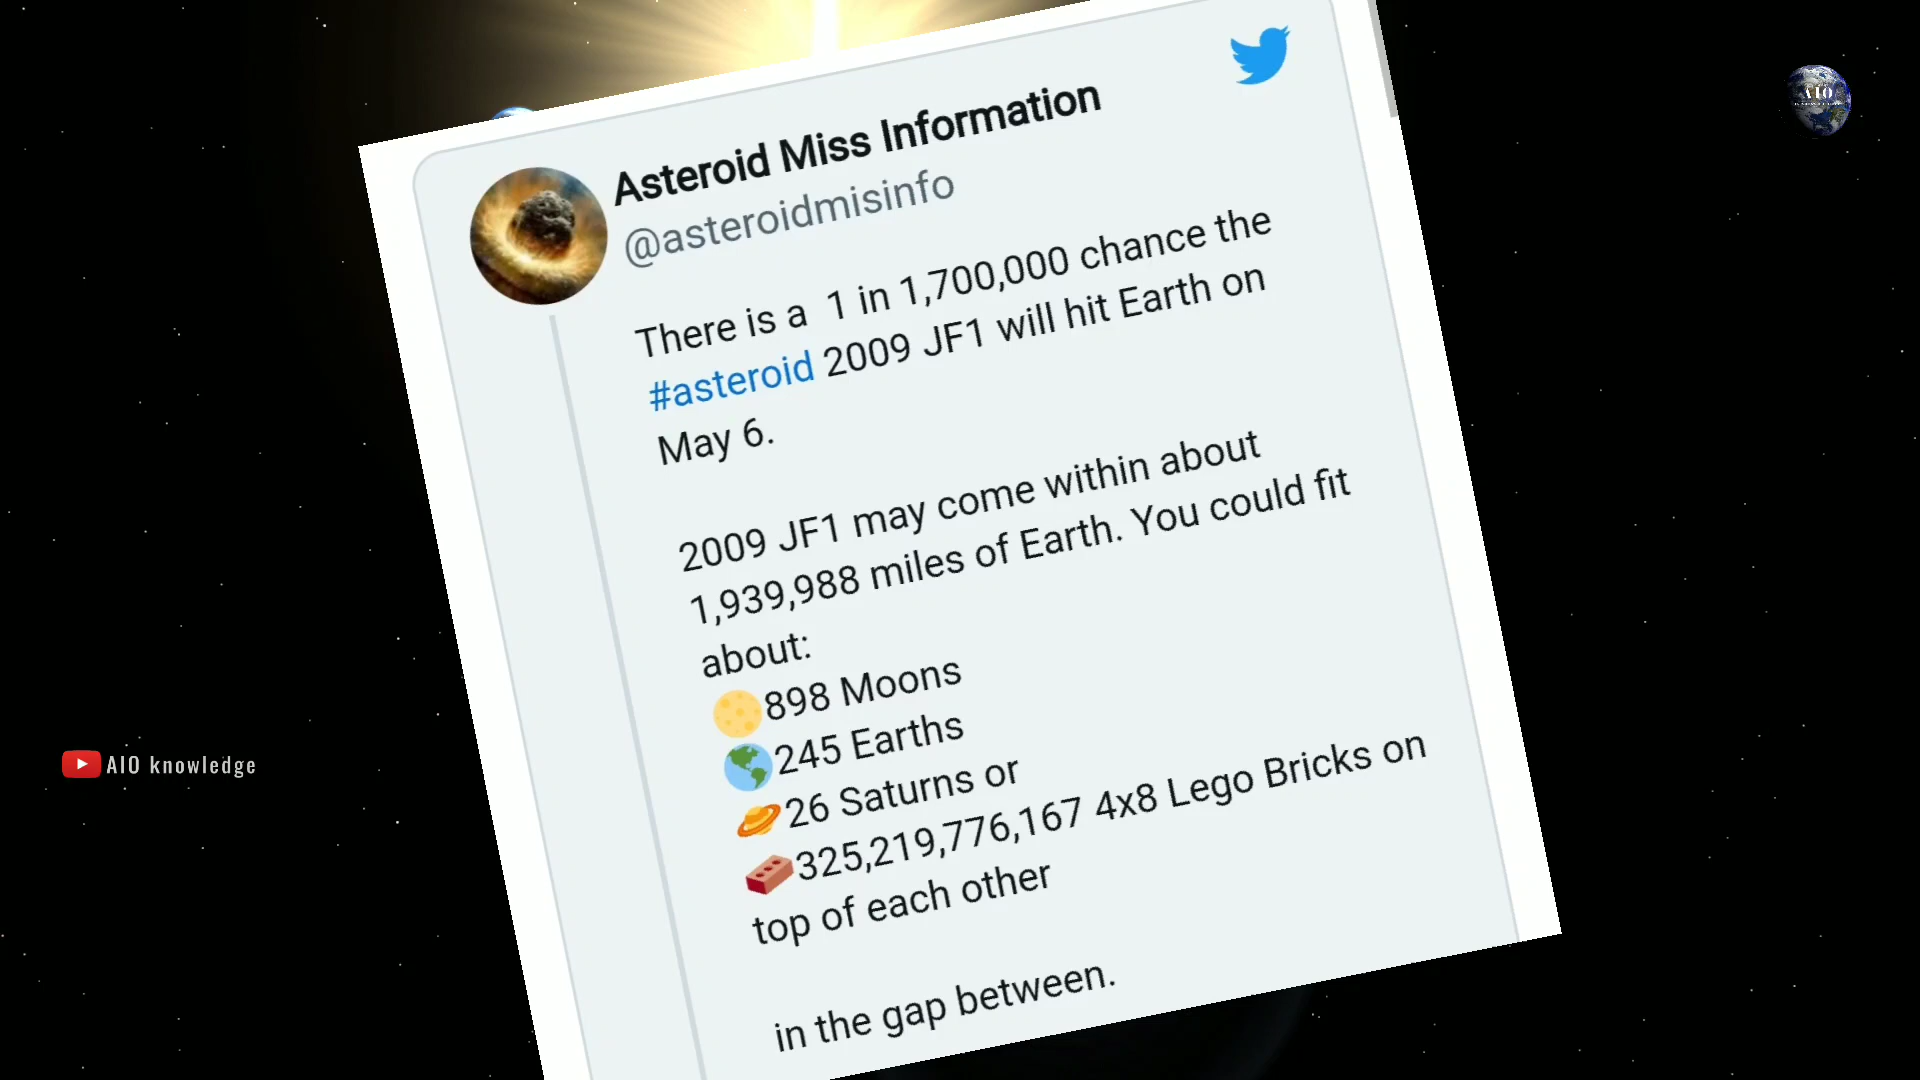 Asteroid Miss Information
@asteroidmisinfo
There is a 1 in 1,700,000 chance the
#asteroid 2009 JF1 will hit Earth on
May 6.
2009 JF1 may come within about
1,939,988 miles of Earth. You could fit
about:
898 Moons
245 Earths
26 Saturns or
325,219,776,167 4x8 Lego Bricks on
top of each other
in the gap between.
AIO knowledge
AIO